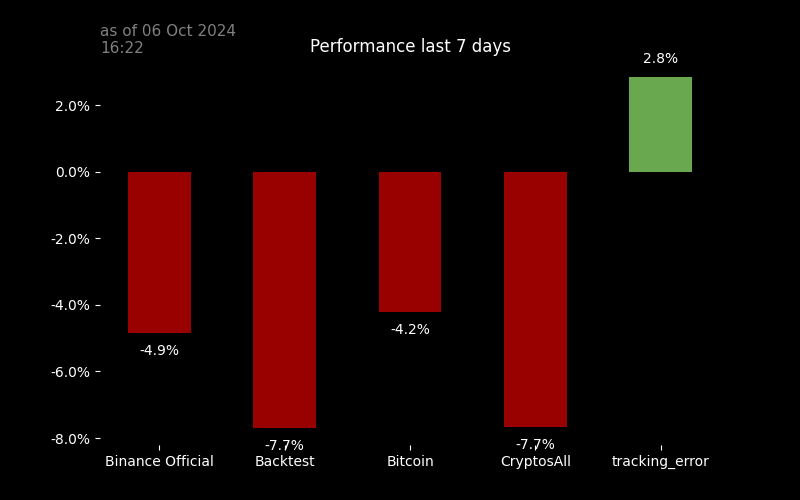 as of 06 Oct 2024
16:22
Performance last 7 days
2.8%
2.0%
0.0%
-2.0%
-4.0%
-6.0%
-8.0%
-4.9%
-7.7%
-4.2%
-7.7%
Binance Official
Backtest
Bitcoin
CryptosAll
tracking_error